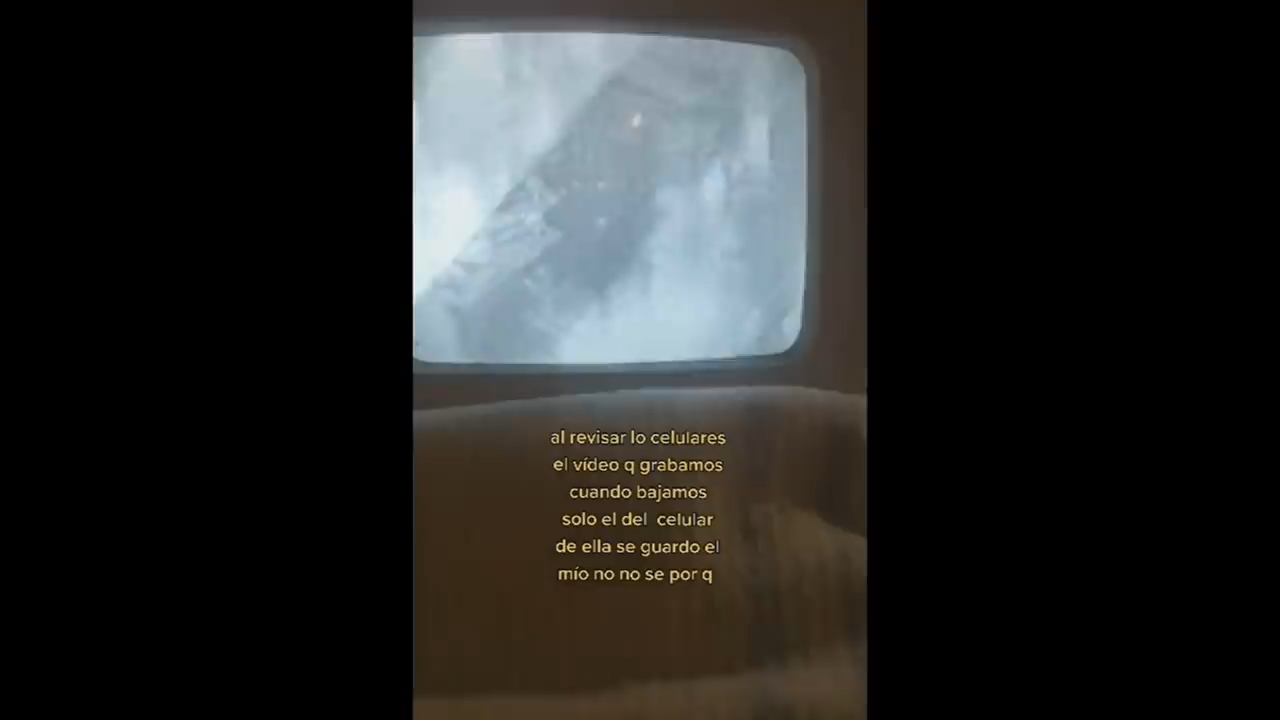 al revisar lo celulares
el vídeo q grabamos
cuando bajamos
solo el del celular
de ella se guardo el
mío no no se por q